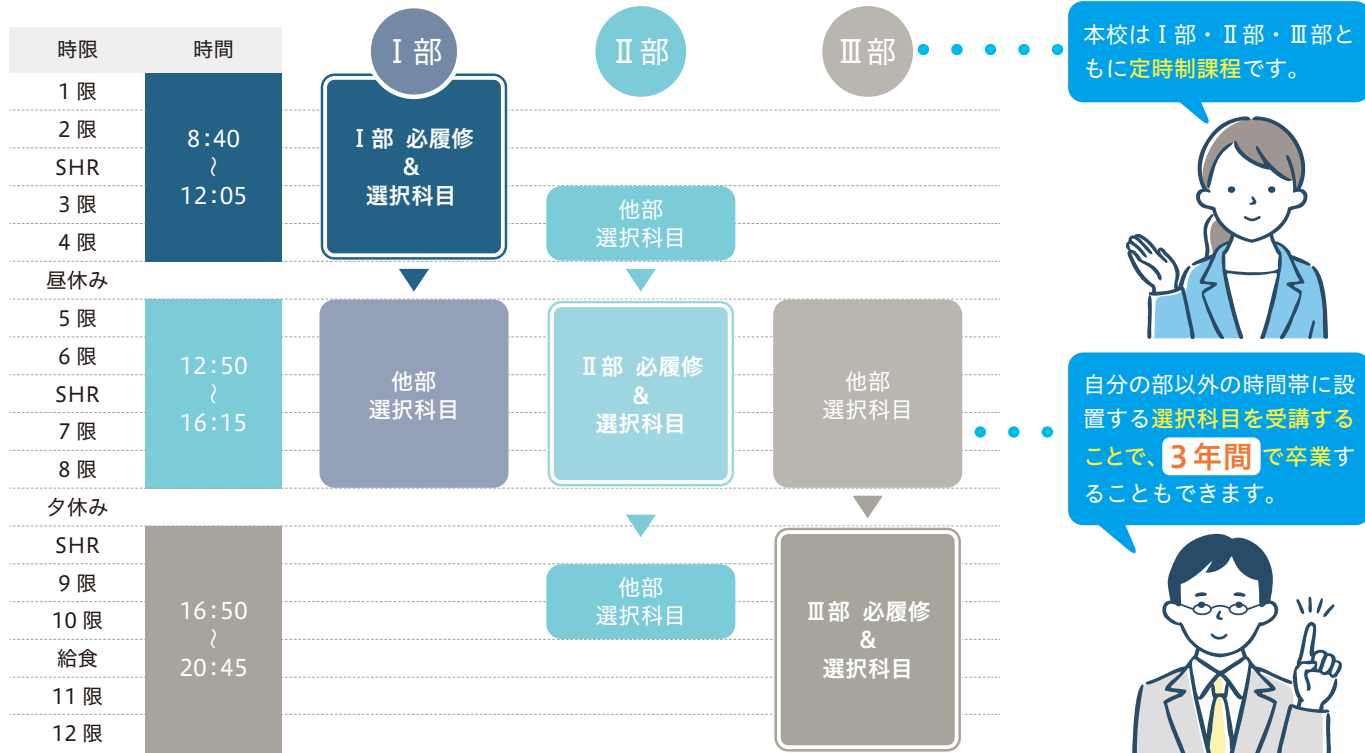 時限 時間 Ⅰ部 Ⅱ部 Ⅲ部
1限
2限
SHR
3限
4限
昼休み
5限
6限
SHR
7限
8限
夕休み
SHR
9限
10限
給食
11限
12限
8:40
〜
12:05
12:50
〜
16:15
16:50
〜
20:45
Ⅰ部 必履修
&
選択科目
他部
選択科目
他部
選択科目
Ⅱ部 必履修
&
選択科目
他部
選択科目
他部
選択科目
Ⅲ部 必履修
&
選択科目
本校はⅠ部・Ⅱ部・Ⅲ部と
もに定時制課程です。
自分の部以外の時間帯に設
置する選択科目を受講する
ことで、3年間で卒業す
ることもできます。